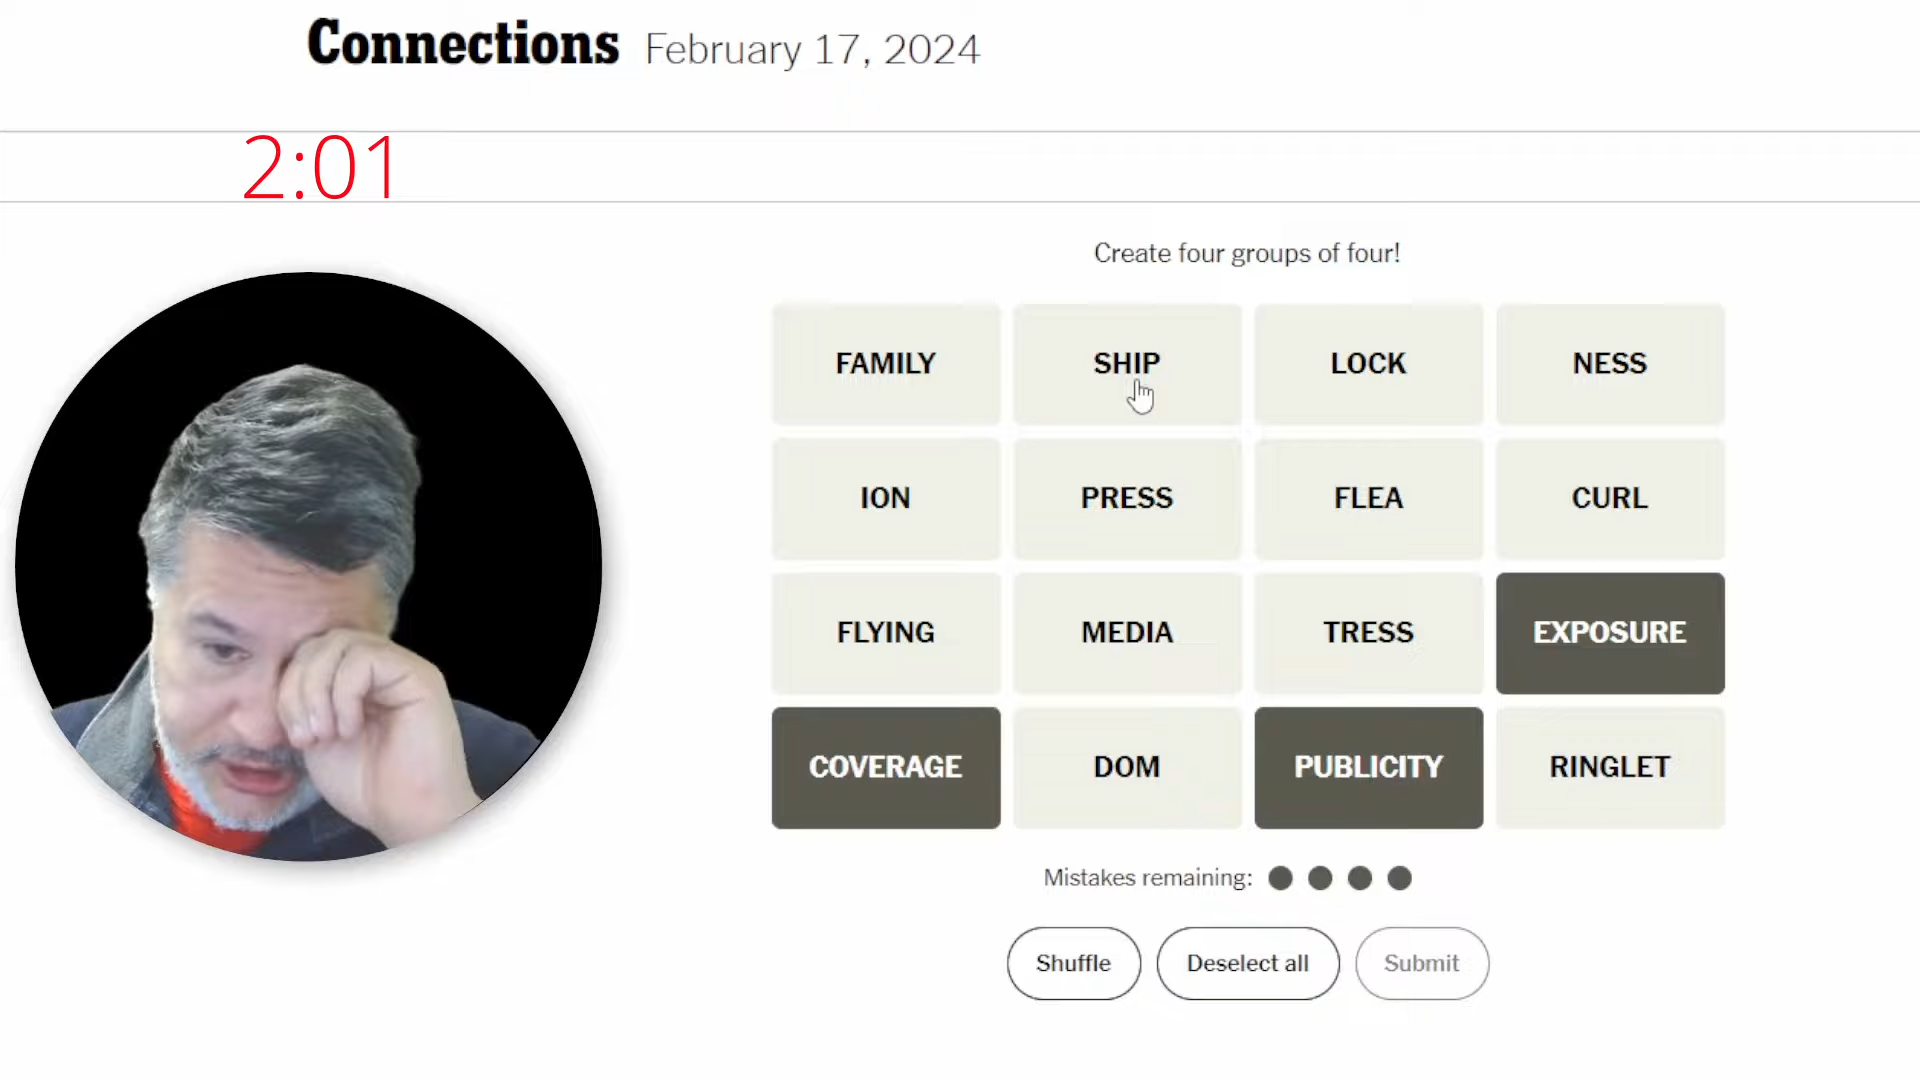 Connections February 17, 2024
2:01
Create four groups of four!
FAMILY SHIP LOCK NESS
ION PRESS FLEA CURL
FLYING MEDIA TRESS EXPOSURE
COVERAGE DOM PUBLICITY RINGLET
Mistakes remaining:
Shuffle Deselect all Submit